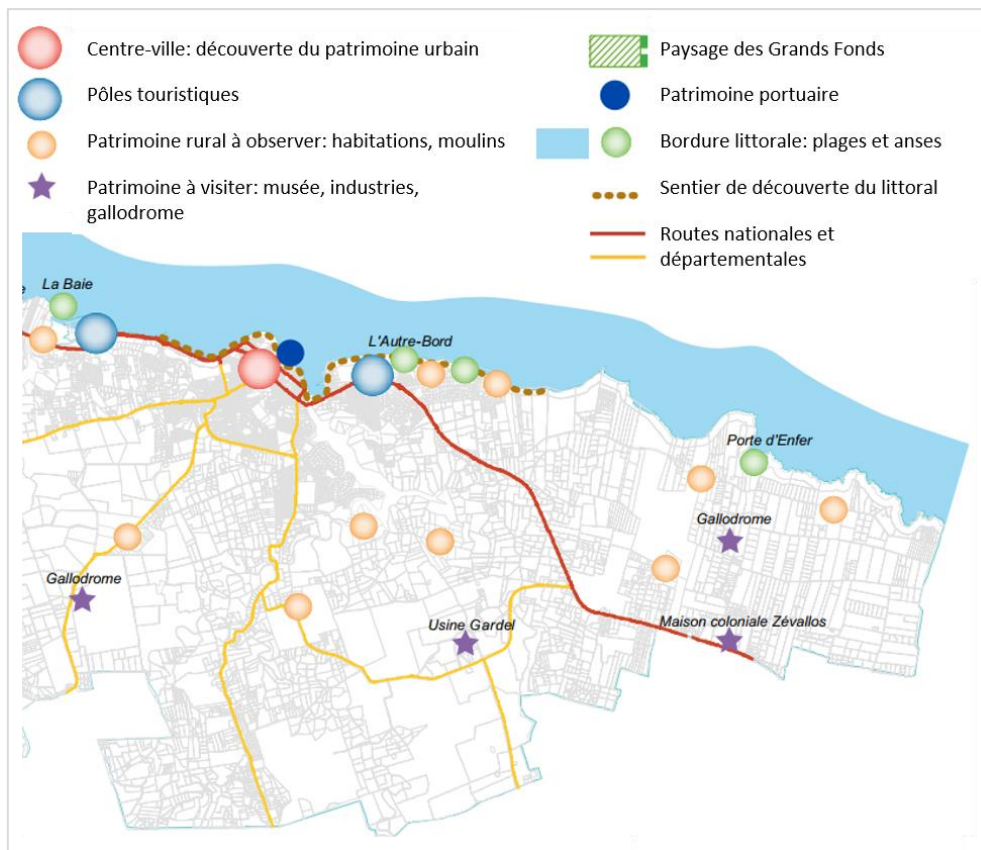 Centre-ville: découverte du patrimoine urbain
Pôles touristiques
Patrimoine rural à observer: habitations, moulins
Patrimoine à visiter: musée, industries,
gallodrome
Paysage des Grands Fonds
Patrimoine portuaire
Bordure littorale: plages et anses
Sentier de découverte du littoral
Routes nationales et
départementales
La Baie
L'Autre-Bord
Porte d'Enfer
Gallodrome
Gallodrome
Usine Gardel
Maison coloniale Zévallos